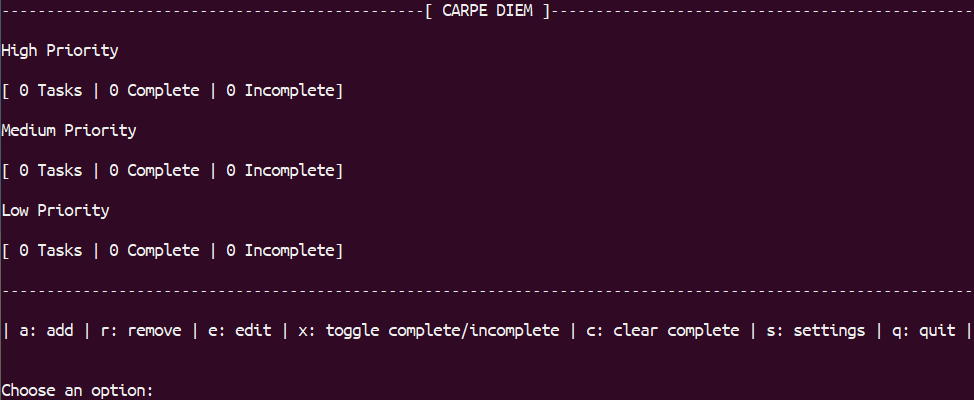 -----------------------------------------------[ CARPE DIEM ]-----------------------------------------------
High Priority
[ 0 Tasks | 0 Complete | 0 Incomplete]
Medium Priority
[ 0 Tasks | 0 Complete | 0 Incomplete]
Low Priority
[ 0 Tasks | 0 Complete | 0 Incomplete]
------------------------------------------------------------------------------------------------------------
| a: add | r: remove | e: edit | x: toggle complete/incomplete | c: clear complete | s: settings | q: quit |
Choose an option: